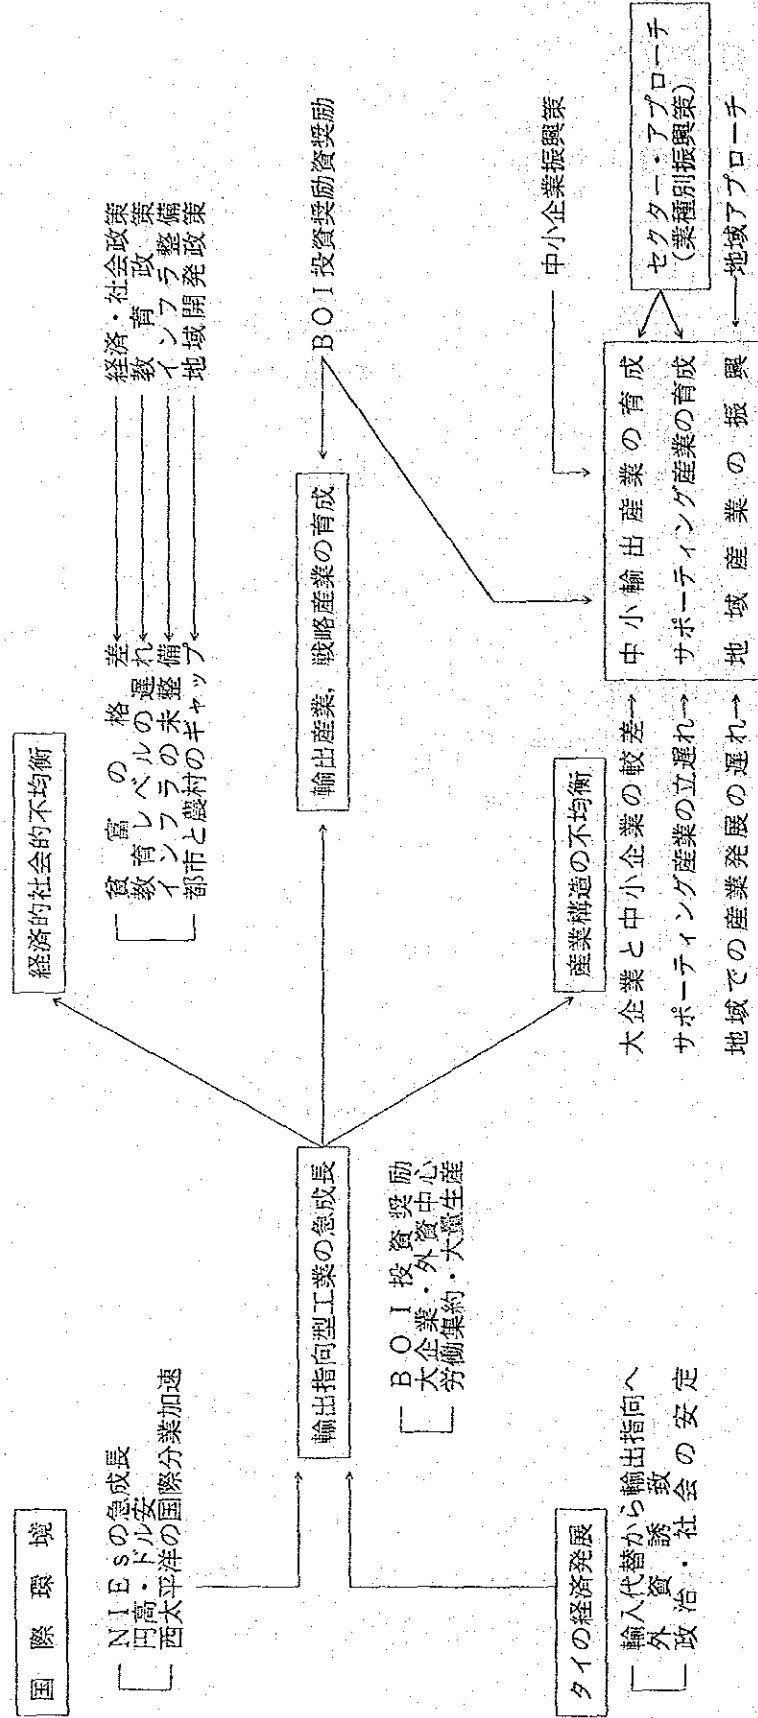 国際環境
NIEsの急成長
円高・ドル安
西太平洋の国際分業加速
タイの経済発展
輸入代替から輸出指向へ
外資誘致
政治・社会の安定
輸出指向型工業の急成長
BOI投資奨励
大企業・外資中心
労働集約・大量生産
経済的社会的不均衡
貧富の格差
教育レベルの遅れ
インフラの未整備
都市と農村のギャップ
経済・社会政策
教育政策
インフラ整備
地域開発政策
輸出産業,戦略産業の育成
BOI投資奨励資奨励
産業構造の不均衡
大企業と中小企業の較差→
サポーティング産業の立遅れ→
地域での産業発展の遅れ→
中小輸出産業の育成
サポーティング産業の育成
地域産業の振興
中小企業振興策
セクター・アプローチ
(業種別振興策)
地域アプローチ